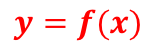 y = f(x)